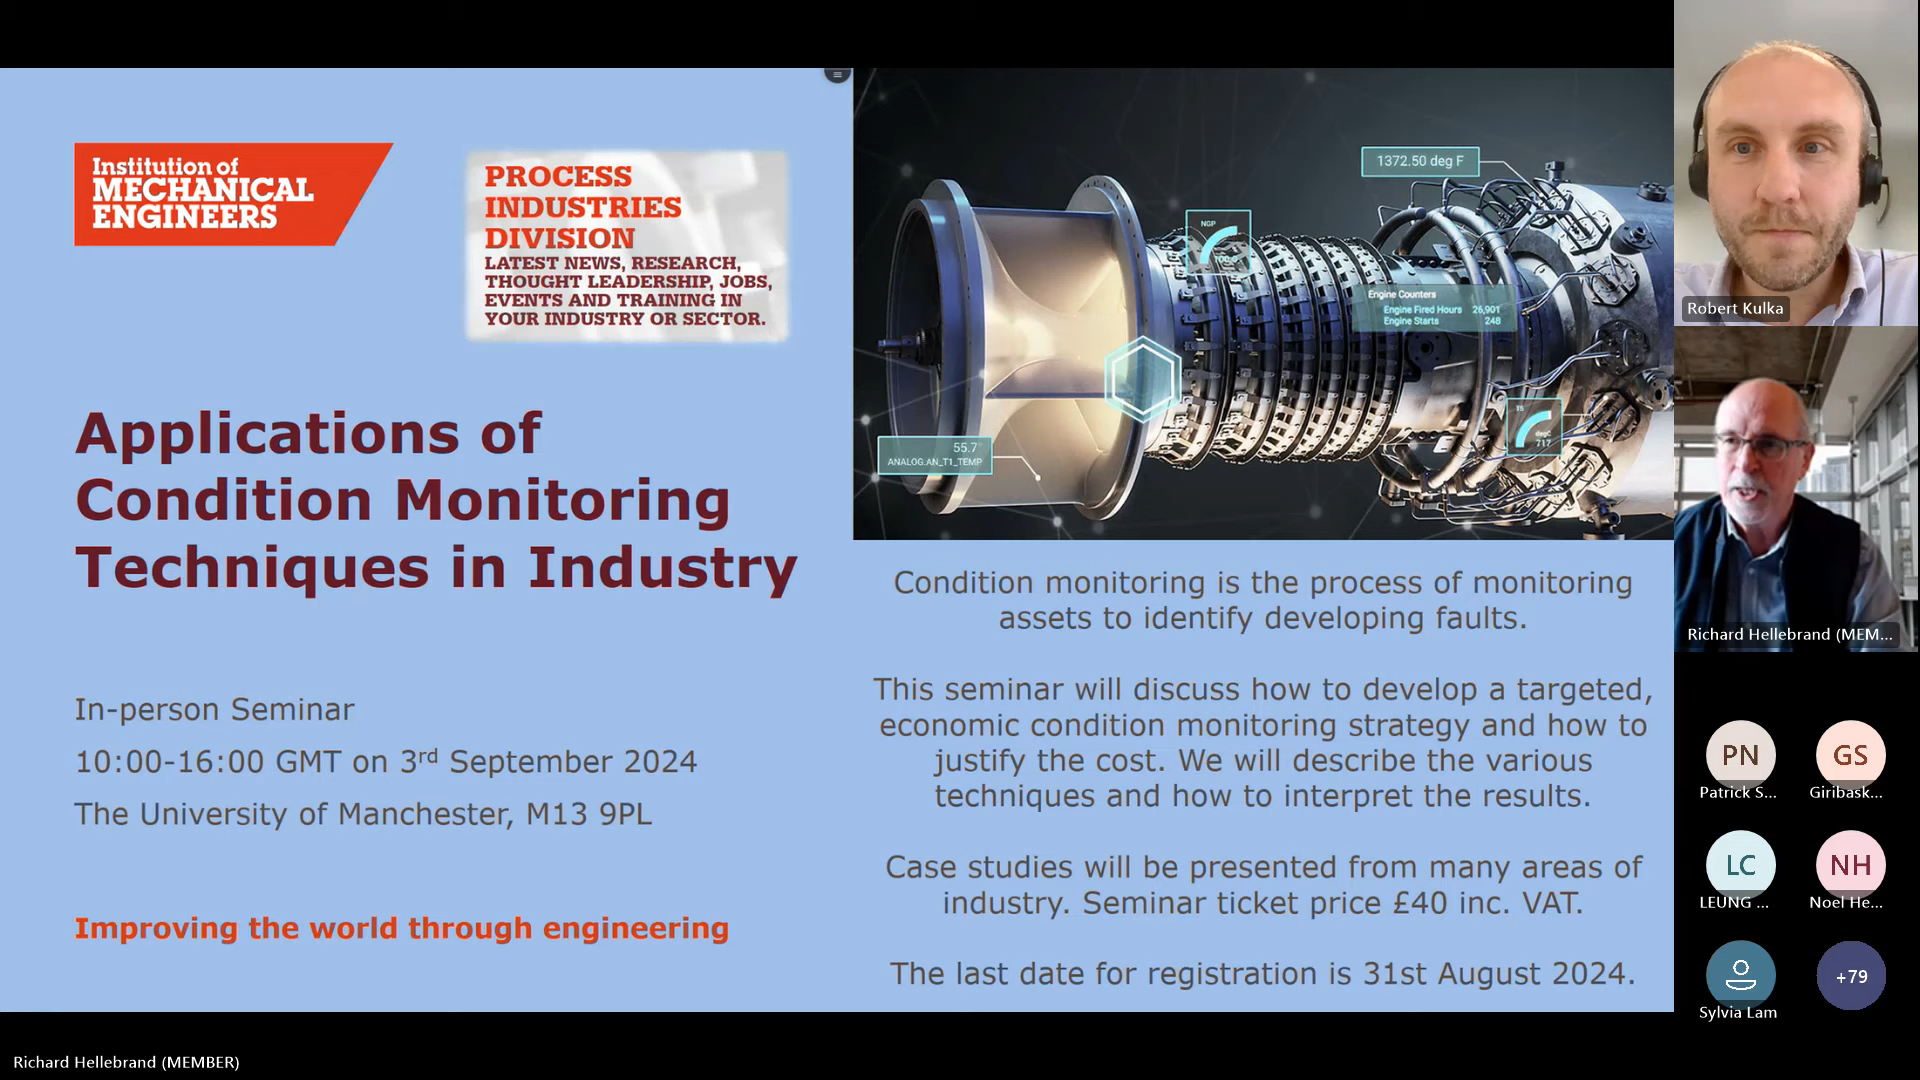 Institution of
MECHANICAL
ENGINEERS
PROCESS
INDUSTRIES
DIVISION
LATEST NEWS, RESEARCH,
THOUGHT LEADERSHIP, JOBS,
EVENTS AND TRAINING IN
YOUR INDUSTRY OR SECTOR.
Applications of
Condition Monitoring
Techniques in Industry
In-person Seminar
10:00-16:00 GMT on 3rd September 2024
The University of Manchester, M13 9PL
Improving the world through engineering
1372.50 deg F
NGP
100.0
Engine Counters
Engine Fired Hours 26,901
Engine Starts 248
T5
degC
717
55.7°
ANALOG.AN_T1_TEMP
Condition monitoring is the process of monitoring
assets to identify developing faults.
This seminar will discuss how to develop a targeted,
economic condition monitoring strategy and how to
justify the cost. We will describe the various
techniques and how to interpret the results.
Case studies will be presented from many areas of
industry. Seminar ticket price £40 inc. VAT.
The last date for registration is 31st August 2024.
Robert Kulka
Richard Hellebrand (MEM...
PN
Patrick S...
GS
Giribask...
LC
LEUNG ...
NH
Noel He...
Sylvia Lam
+79
Richard Hellebrand (MEMBER)